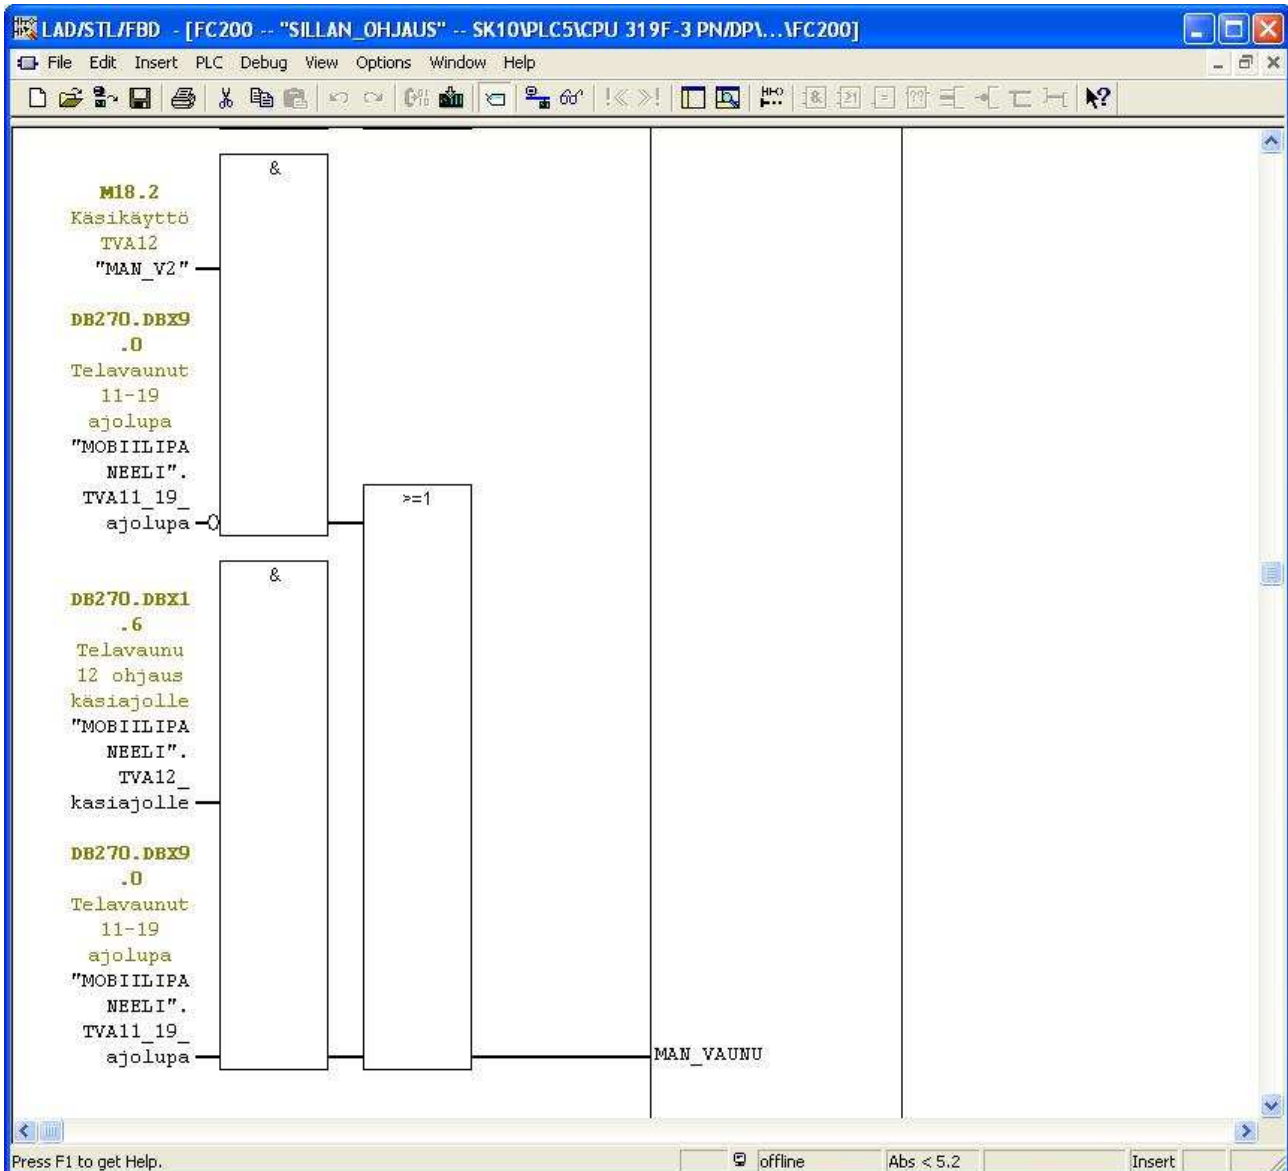 LAD/STL/FBD - [FC200 -- "SILLAN_OHJAUS" -- SK10\PLC5\CPU 319F-3 PN/DP\...\FC200]
File Edit Insert PLC Debug View Options Window Help
&
M18.2
Käsikäyttö
TVA12
"MAN_V2"
DB270.DBX9
.0
Telavaunut
11-19
ajolupa
"MOBIILIPA
NEELI".
TVA11_19_
ajolupa
>=1
&
DB270.DBX1
.6
Telavaunu
12 ohjaus
käsiajolle
"MOBIILIPA
NEELI".
TVA12_
kasiajolle
DB270.DBX9
.0
Telavaunut
11-19
ajolupa
"MOBIILIPA
NEELI".
TVA11_19_
ajolupa
MAN_VAUNU
Press F1 to get Help. offline Abs < 5.2 Insert